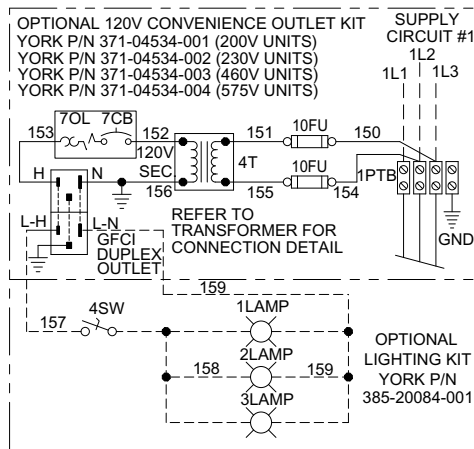 OPTIONAL 120V CONVENIENCE OUTLET KIT
YORK P/N 371-04534-001 (200V UNITS)
YORK P/N 371-04534-002 (230V UNITS)
YORK P/N 371-04534-003 (460V UNITS)
YORK P/N 371-04534-004 (575V UNITS)
SUPPLY
CIRCUIT #1
1L2
1L1 1L3
153 7OL 7CB 152 151 10FU 150
120V
SEC.
4T
H N
156 155 10FU 154
1PTB
GND
L-H L-N
GFCI
DUPLEX
OUTLET
REFER TO
TRANSFORMER FOR
CONNECTION DETAIL
159
157 4SW 1LAMP
2LAMP
158 159
3LAMP
OPTIONAL
LIGHTING KIT
YORK P/N
385-20084-001